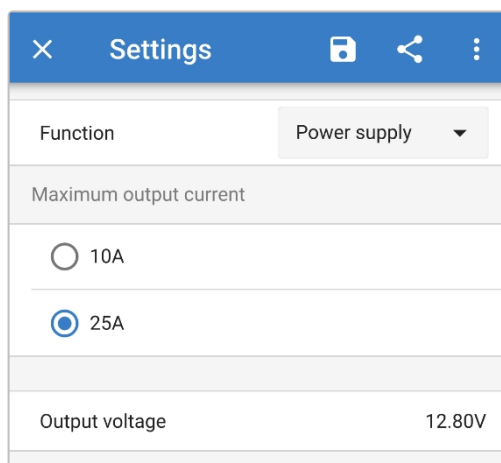 Settings
Function Power supply
Maximum output current
10A
25A
Output voltage 12.80V